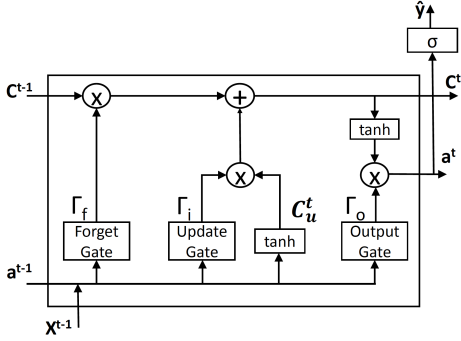 ŷ
σ
C^t-1
X
+
C^t
tanh
a^t
X
X
Γ_f
Γ_i
C_u^t
Γ_o
Forget
Gate
Update
Gate
tanh
Output
Gate
a^t-1
X^t-1